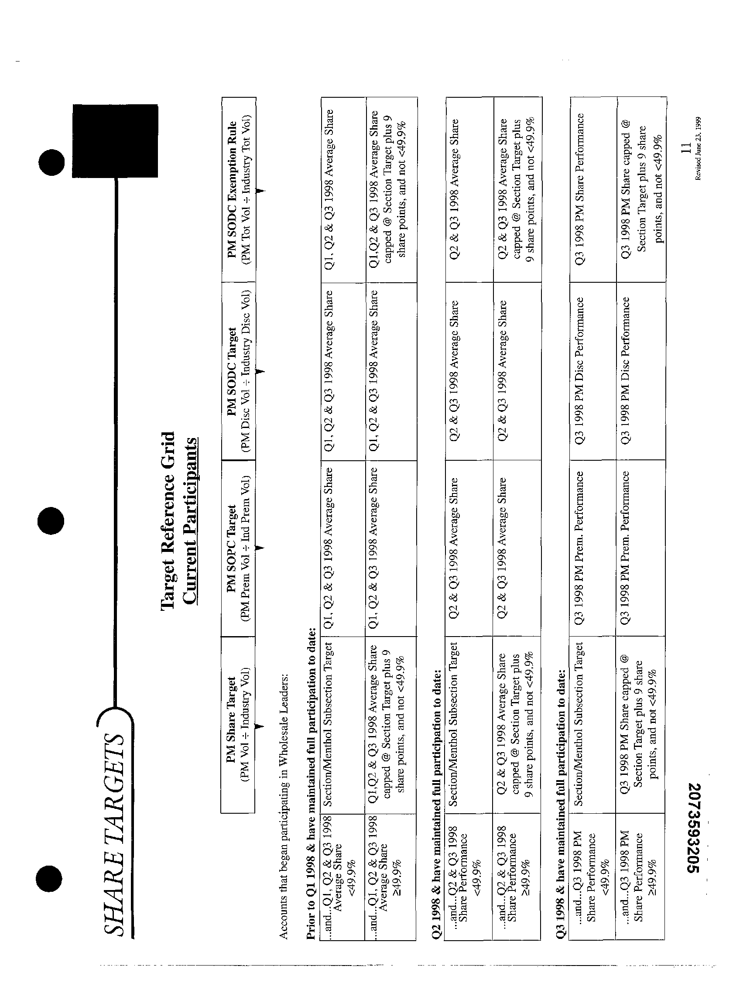 SHARE TARGETS
Target Reference Grid
Current Participants
PM Share Target
(PM Vol ÷ Industry Vol)
PM SOPC Target
(PM Prem Vol ÷ Ind Prem Vol)
PM SODC Target
(PM Disc Vol ÷ Industry Disc Vol)
PM SODC Exemption Rule
(PM Tot Vol ÷ Industry Tot Vol)
Accounts that began participating in Wholesale Leaders:
Prior to Q1 1998 & have maintained full participation to date:
...and...Q1, Q2 & Q3 1998
Average Share
<49.9%
Section/Menthol Subsection Target
Q1, Q2 & Q3 1998 Average Share
Q1, Q2 & Q3 1998 Average Share
Q1, Q2 & Q3 1998 Average Share
...and...Q1, Q2 & Q3 1998
Average Share
≥49.9%
Q1,Q2 & Q3 1998 Average Share
capped @ Section Target plus 9
share points, and not <49.9%
Q1, Q2 & Q3 1998 Average Share
Q1, Q2 & Q3 1998 Average Share
Q1,Q2 & Q3 1998 Average Share
capped @ Section Target plus 9
share points, and not <49.9%
Q2 1998 & have maintained full participation to date:
...and...Q2 & Q3 1998
Share Performance
<49.9%
Section/Menthol Subsection Target
Q2 & Q3 1998 Average Share
Q2 & Q3 1998 Average Share
Q2 & Q3 1998 Average Share
...and...Q2 & Q3 1998
Share Performance
≥49.9%
Q2 & Q3 1998 Average Share
capped @ Section Target plus
9 share points, and not <49.9%
Q2 & Q3 1998 Average Share
Q2 & Q3 1998 Average Share
Q2 & Q3 1998 Average Share
capped @ Section Target plus
9 share points, and not <49.9%
Q3 1998 & have maintained full participation to date:
...and...Q3 1998 PM
Share Performance
<49.9%
Section/Menthol Subsection Target
Q3 1998 PM Prem. Performance
Q3 1998 PM Disc Performance
Q3 1998 PM Share Performance
...and...Q3 1998 PM
Share Performance
≥49.9%
Q3 1998 PM Share capped @
Section Target plus 9 share
points, and not <49.9%
Q3 1998 PM Prem. Performance
Q3 1998 PM Disc Performance
Q3 1998 PM Share capped @
Section Target plus 9 share
points, and not <49.9%
11
Revised June 23, 1999
2073593205